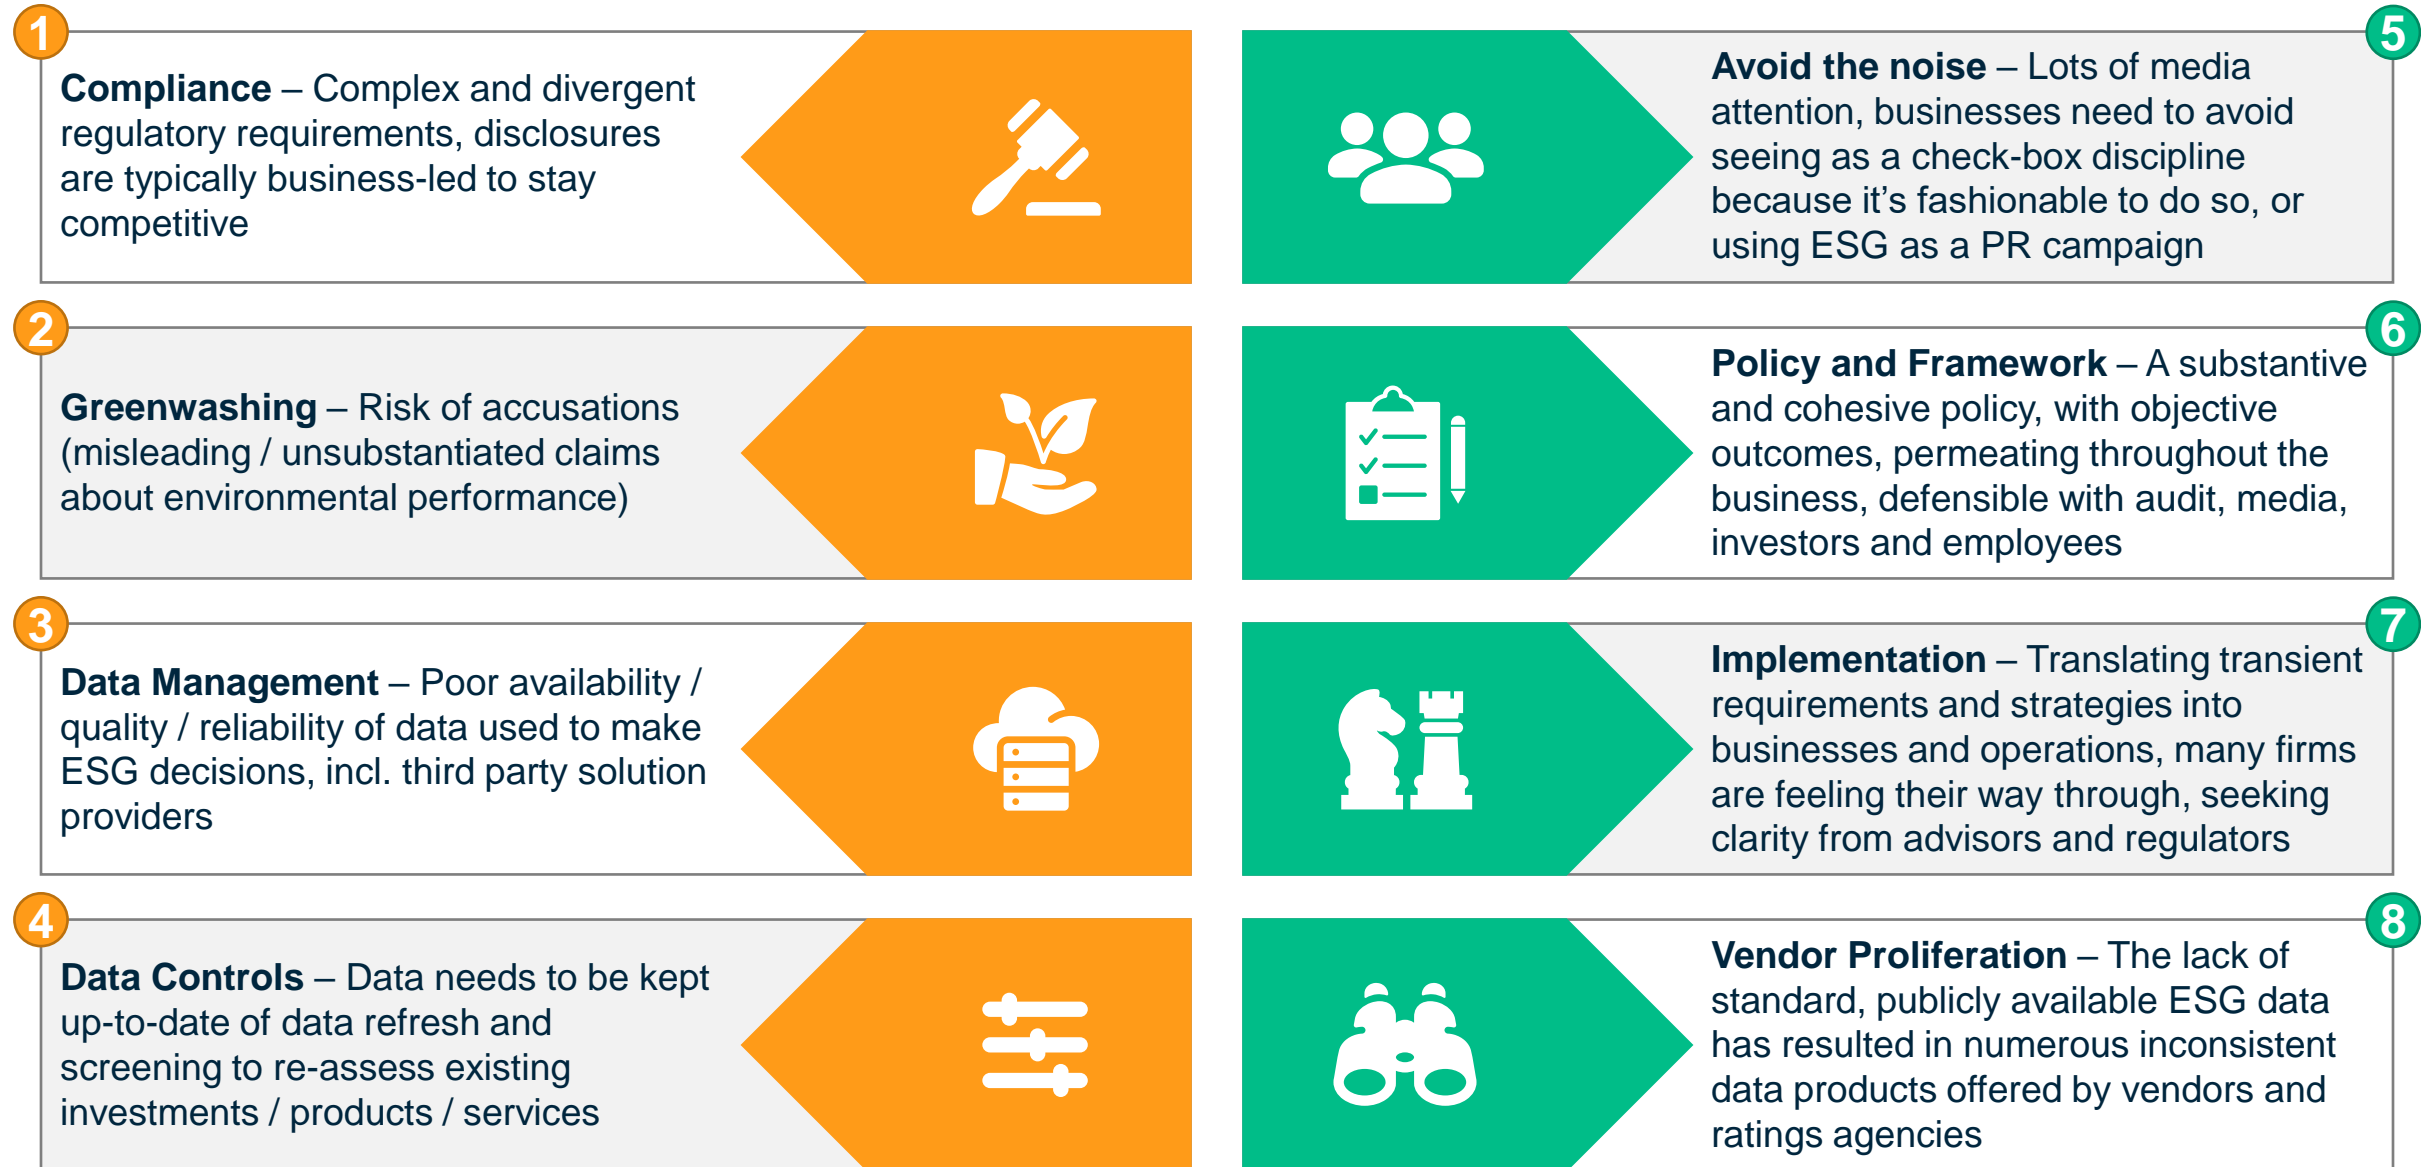 1
Compliance – Complex and divergent
regulatory requirements, disclosures
are typically business-led to stay
competitive
2
Greenwashing – Risk of accusations
(misleading / unsubstantiated claims
about environmental performance)
3
Data Management – Poor availability /
quality / reliability of data used to make
ESG decisions, incl. third party solution
providers
4
Data Controls – Data needs to be kept
up-to-date of data refresh and
screening to re-assess existing
investments / products / services
5
Avoid the noise – Lots of media
attention, businesses need to avoid
seeing as a check-box discipline
because it’s fashionable to do so, or
using ESG as a PR campaign
6
Policy and Framework – A substantive
and cohesive policy, with objective
outcomes, permeating throughout the
business, defensible with audit, media,
investors and employees
7
Implementation – Translating transient
requirements and strategies into
businesses and operations, many firms
are feeling their way through, seeking
clarity from advisors and regulators
8
Vendor Proliferation – The lack of
standard, publicly available ESG data
has resulted in numerous inconsistent
data products offered by vendors and
ratings agencies